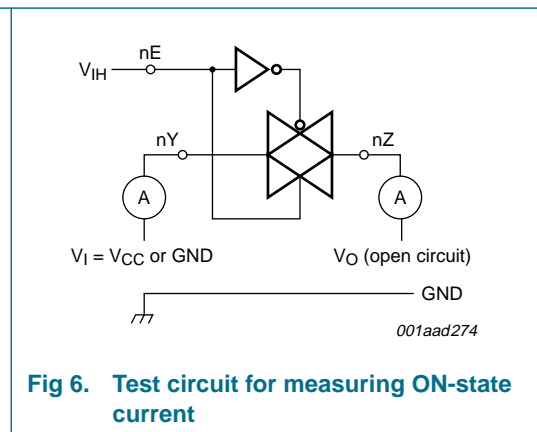 nE
V_IH
nY
nZ
A
A
V_I = V_CC or GND
V_O (open circuit)
GND
001aad274
Fig 6. Test circuit for measuring ON-state
current